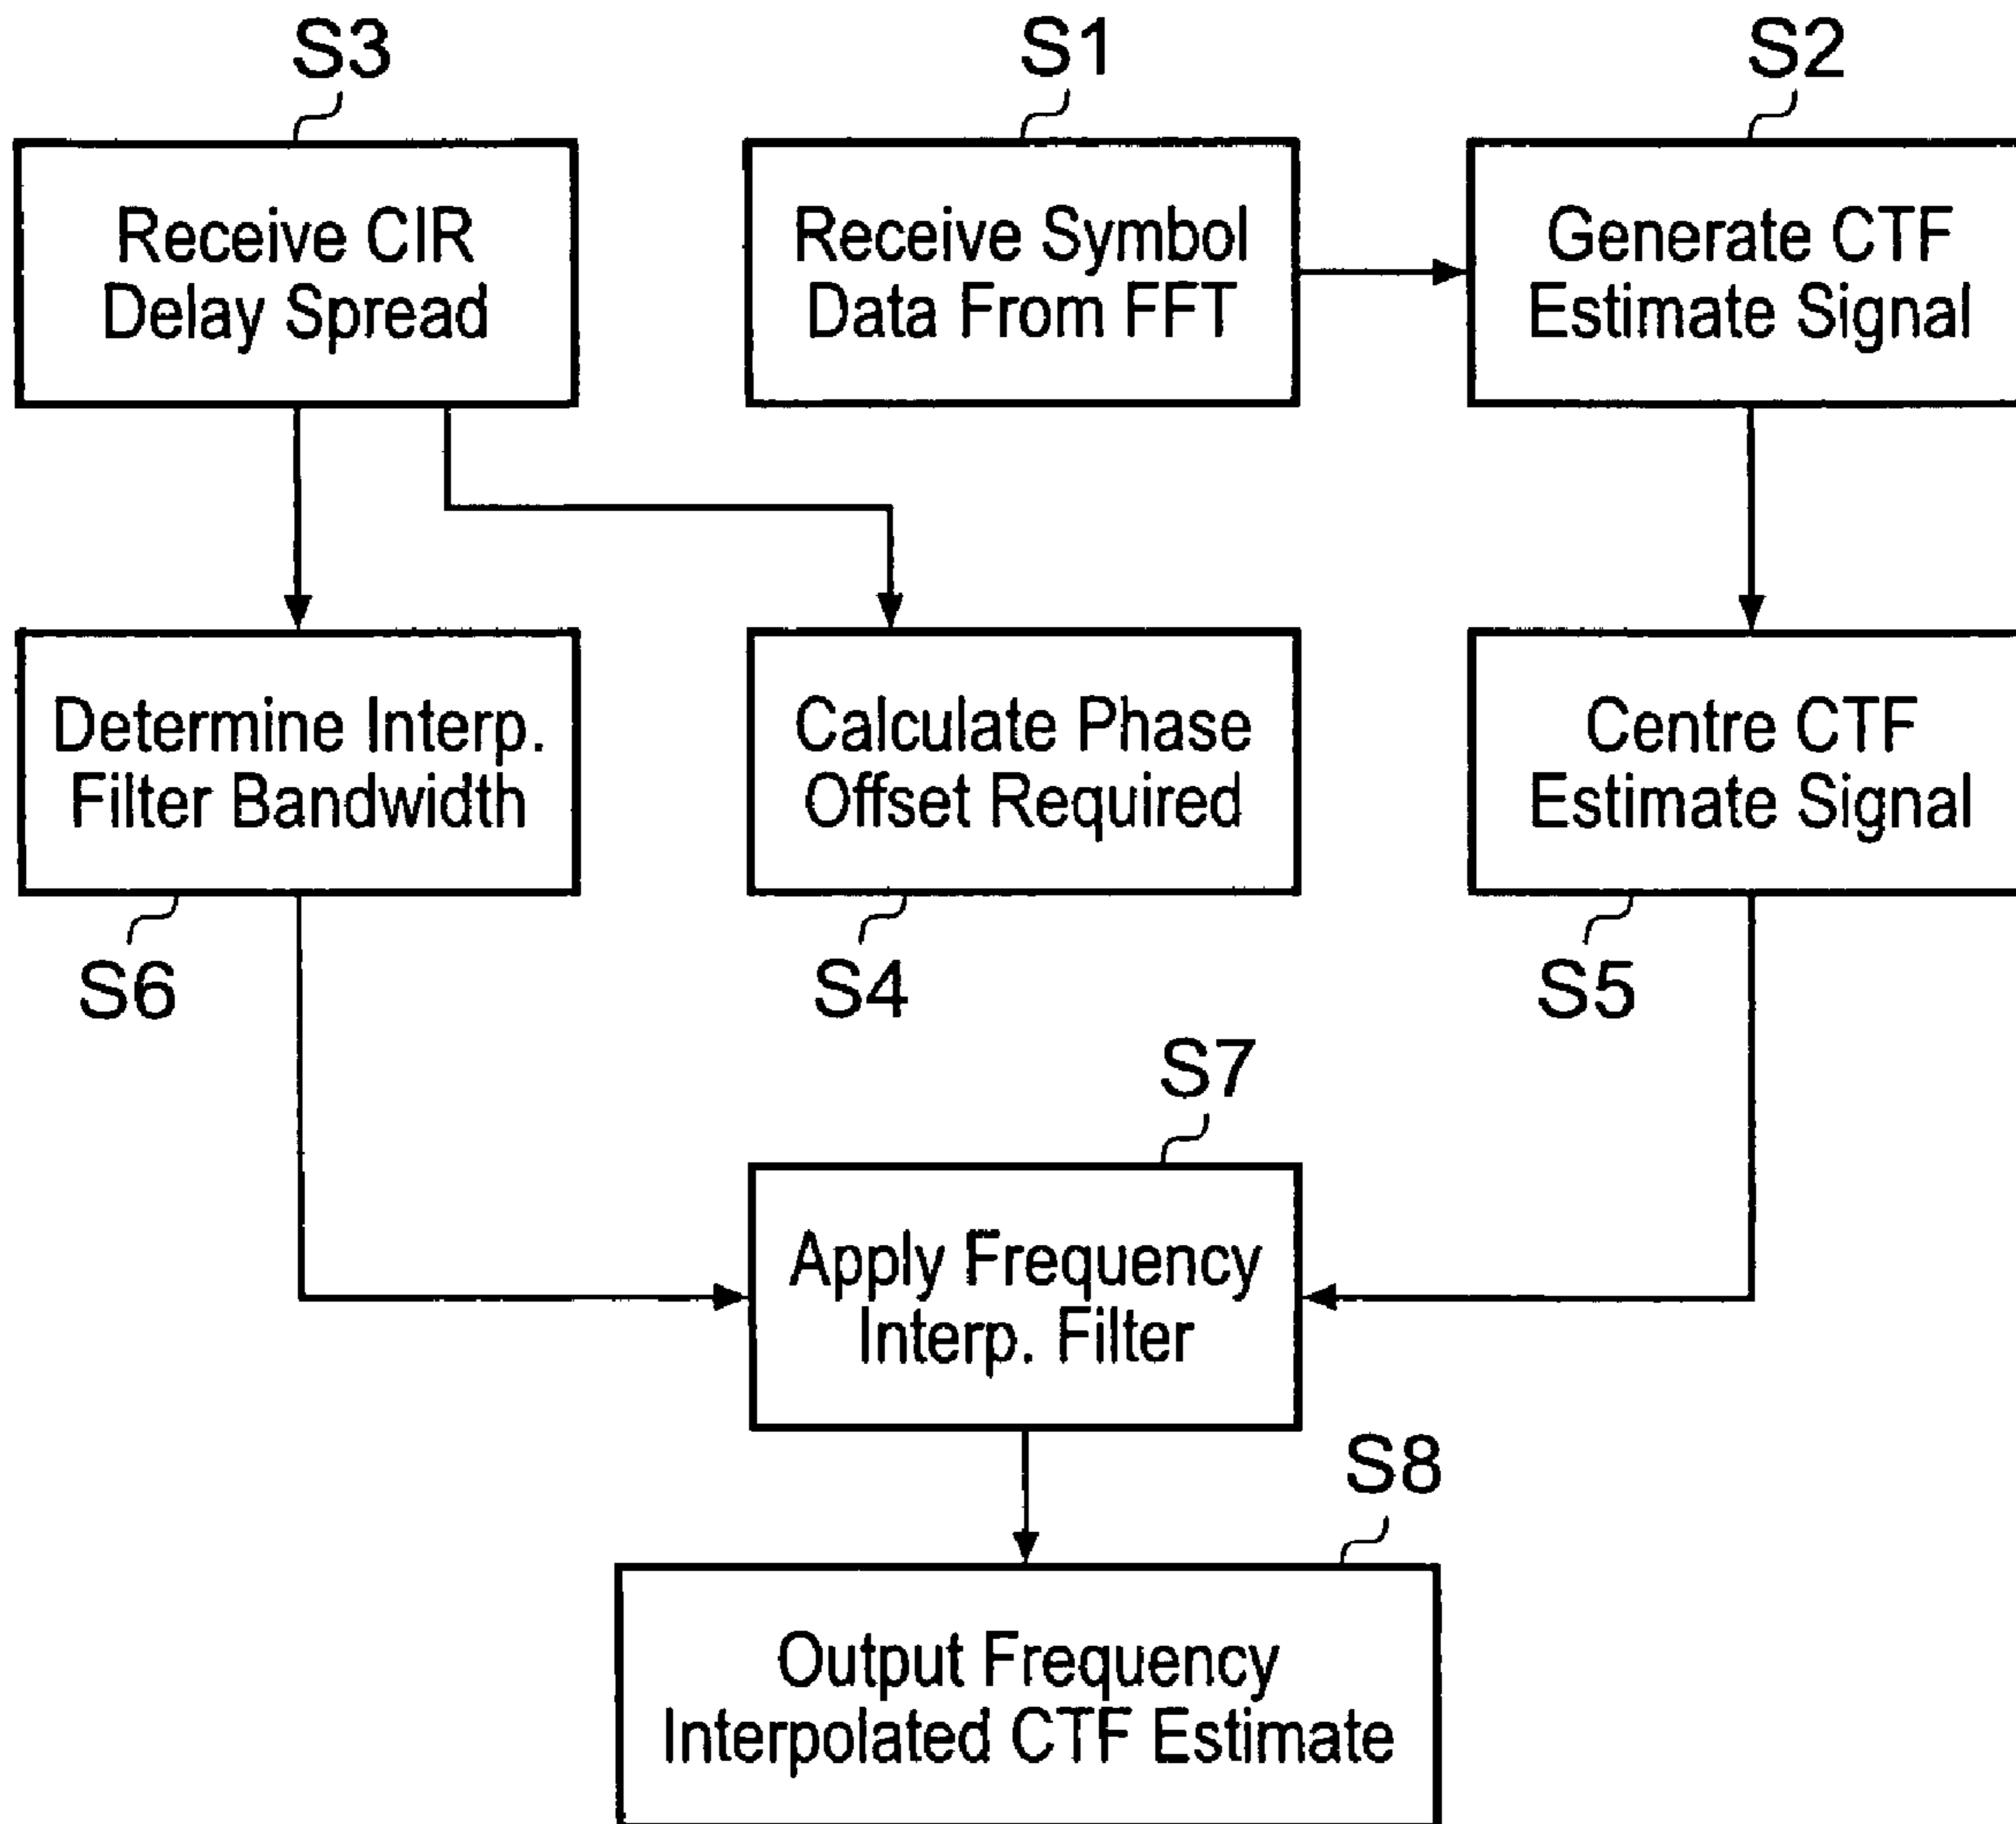 S3
S1
S2
Receive CIR
Delay Spread
Receive Symbol
Data From FFT
Generate CTF
Estimate Signal
Determine Interp.
Filter Bandwidth
Calculate Phase
Offset Required
Centre CTF
Estimate Signal
S6
S4
S5
S7
Apply Frequency
Interp. Filter
S8
Output Frequency
Interpolated CTF Estimate